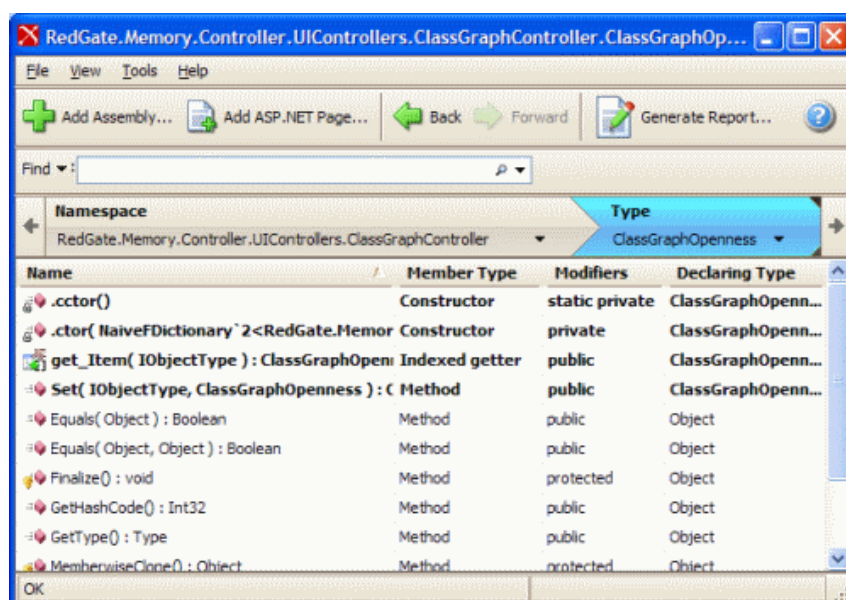 RedGate.Memory.Controller.UIControllers.ClassGraphController.ClassGraphOp...
File View Tools Help
Add Assembly... Add ASP.NET Page... Back Forward Generate Report...
Find
Namespace Type
RedGate.Memory.Controller.UIControllers.ClassGraphController ClassGraphOpenness
Name Member Type Modifiers Declaring Type
.cctor() Constructor static private ClassGraphOpenn...
.ctor( NaiveFDictionary`2<RedGate.Memor Constructor private ClassGraphOpenn...
get_Item( IObjectType ) : ClassGraphOpenn Indexed getter public ClassGraphOpenn...
Set( IObjectType, ClassGraphOpenness ) : C Method public ClassGraphOpenn...
Equals( Object ) : Boolean Method public Object
Equals( Object, Object ) : Boolean Method public Object
Finalize() : void Method protected Object
GetHashCode() : Int32 Method public Object
GetType() : Type Method public Object
MemberwiseClone() : Object Method protected Object
OK